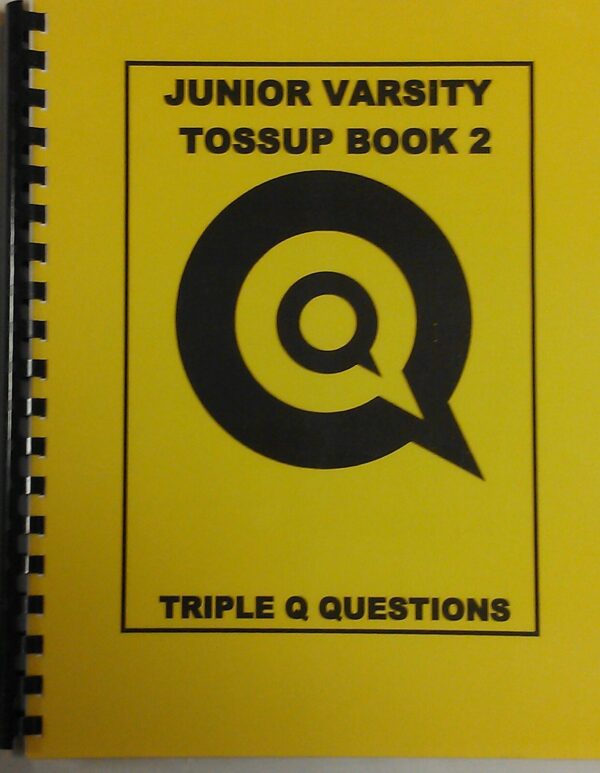 JUNIOR VARSITY
TOSSUP BOOK 2
TRIPLE Q QUESTIONS